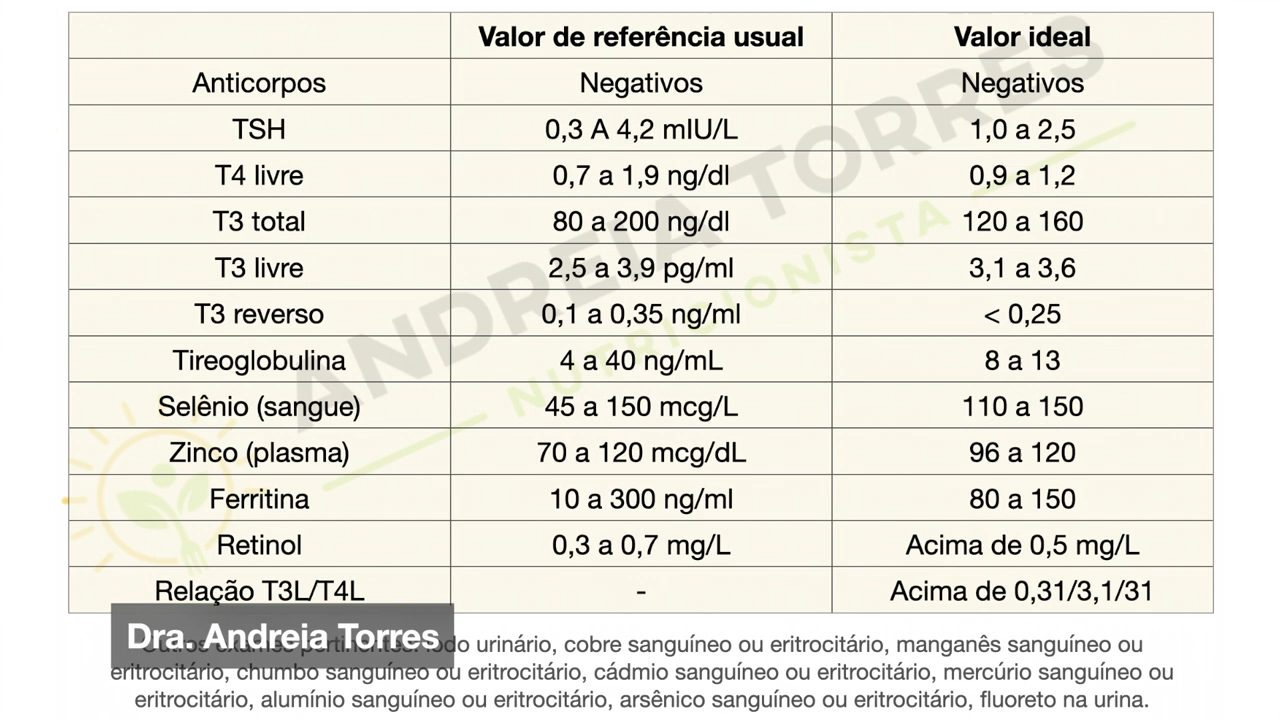 Valor de referência usual Valor ideal
Anticorpos Negativos Negativos
TSH 0,3 A 4,2 mIU/L 1,0 a 2,5
T4 livre 0,7 a 1,9 ng/dl 0,9 a 1,2
T3 total 80 a 200 ng/dl 120 a 160
T3 livre 2,5 a 3,9 pg/ml 3,1 a 3,6
T3 reverso 0,1 a 0,35 ng/ml < 0,25
Tireoglobulina 4 a 40 ng/mL 8 a 13
Selênio (sangue) 45 a 150 mcg/L 110 a 150
Zinco (plasma) 70 a 120 mcg/dL 96 a 120
Ferritina 10 a 300 ng/ml 80 a 150
Retinol 0,3 a 0,7 mg/L Acima de 0,5 mg/L
Relação T3L/T4L - Acima de 0,31/3,1/31
ANDREIA TORRES
NUTRICIONISTA
Dra. Andreia Torres
Outros exames pertinentes: Iodo urinário, cobre sanguíneo ou eritrocitário, manganês sanguíneo ou
eritrocitário, chumbo sanguíneo ou eritrocitário, cádmio sanguíneo ou eritrocitário, mercúrio sanguíneo ou
eritrocitário, alumínio sanguíneo ou eritrocitário, arsênico sanguíneo ou eritrocitário, fluoreto na urina.